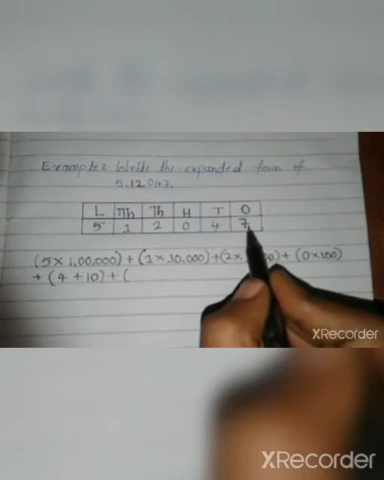 Example: Write the expanded form of
5,12,047.
L TTh Th H T O
5 1 2 0 4 7
(5 × 1,00,000) + (1 × 10,000) + (2 × 00) + (0 × 100)
+ (4 + 10) + (
XRecorder
XRecorder